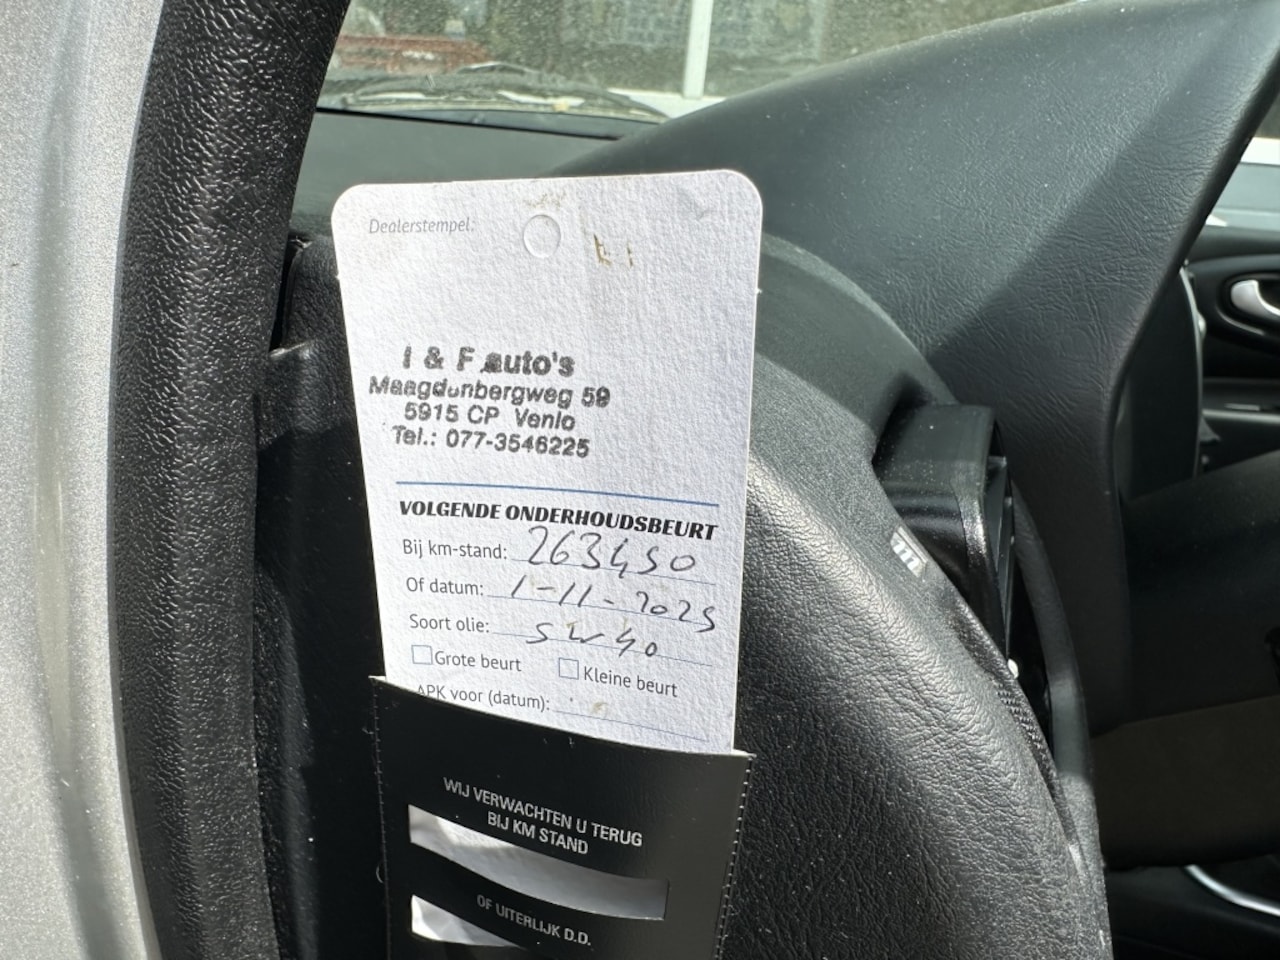 Dealerstempel:
I & F auto's
Maagdenbergweg 59
5915 CP Venlo
Tel.: 077-3546225
VOLGENDE ONDERHOUDSBEURT
Bij km-stand: 263450
Of datum: 1-11-2025
Soort olie: 5w40
Grote beurt Kleine beurt
APK voor (datum):
WIJ VERWACHTEN U TERUG
BIJ KM STAND
OF UITERLIJK D.D.